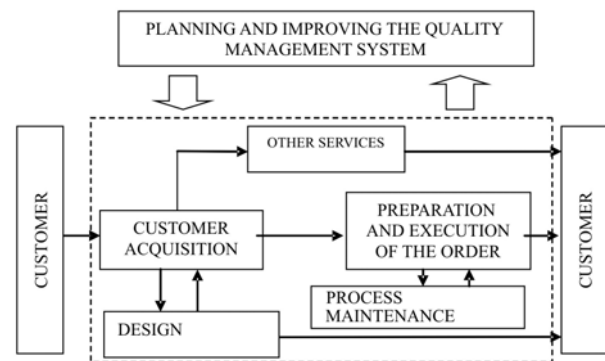 PLANNING AND IMPROVING THE QUALITY
MANAGEMENT SYSTEM
CUSTOMER
OTHER SERVICES
CUSTOMER
ACQUISITION
PREPARATION
AND EXECUTION
OF THE ORDER
PROCESS
MAINTENANCE
DESIGN
CUSTOMER